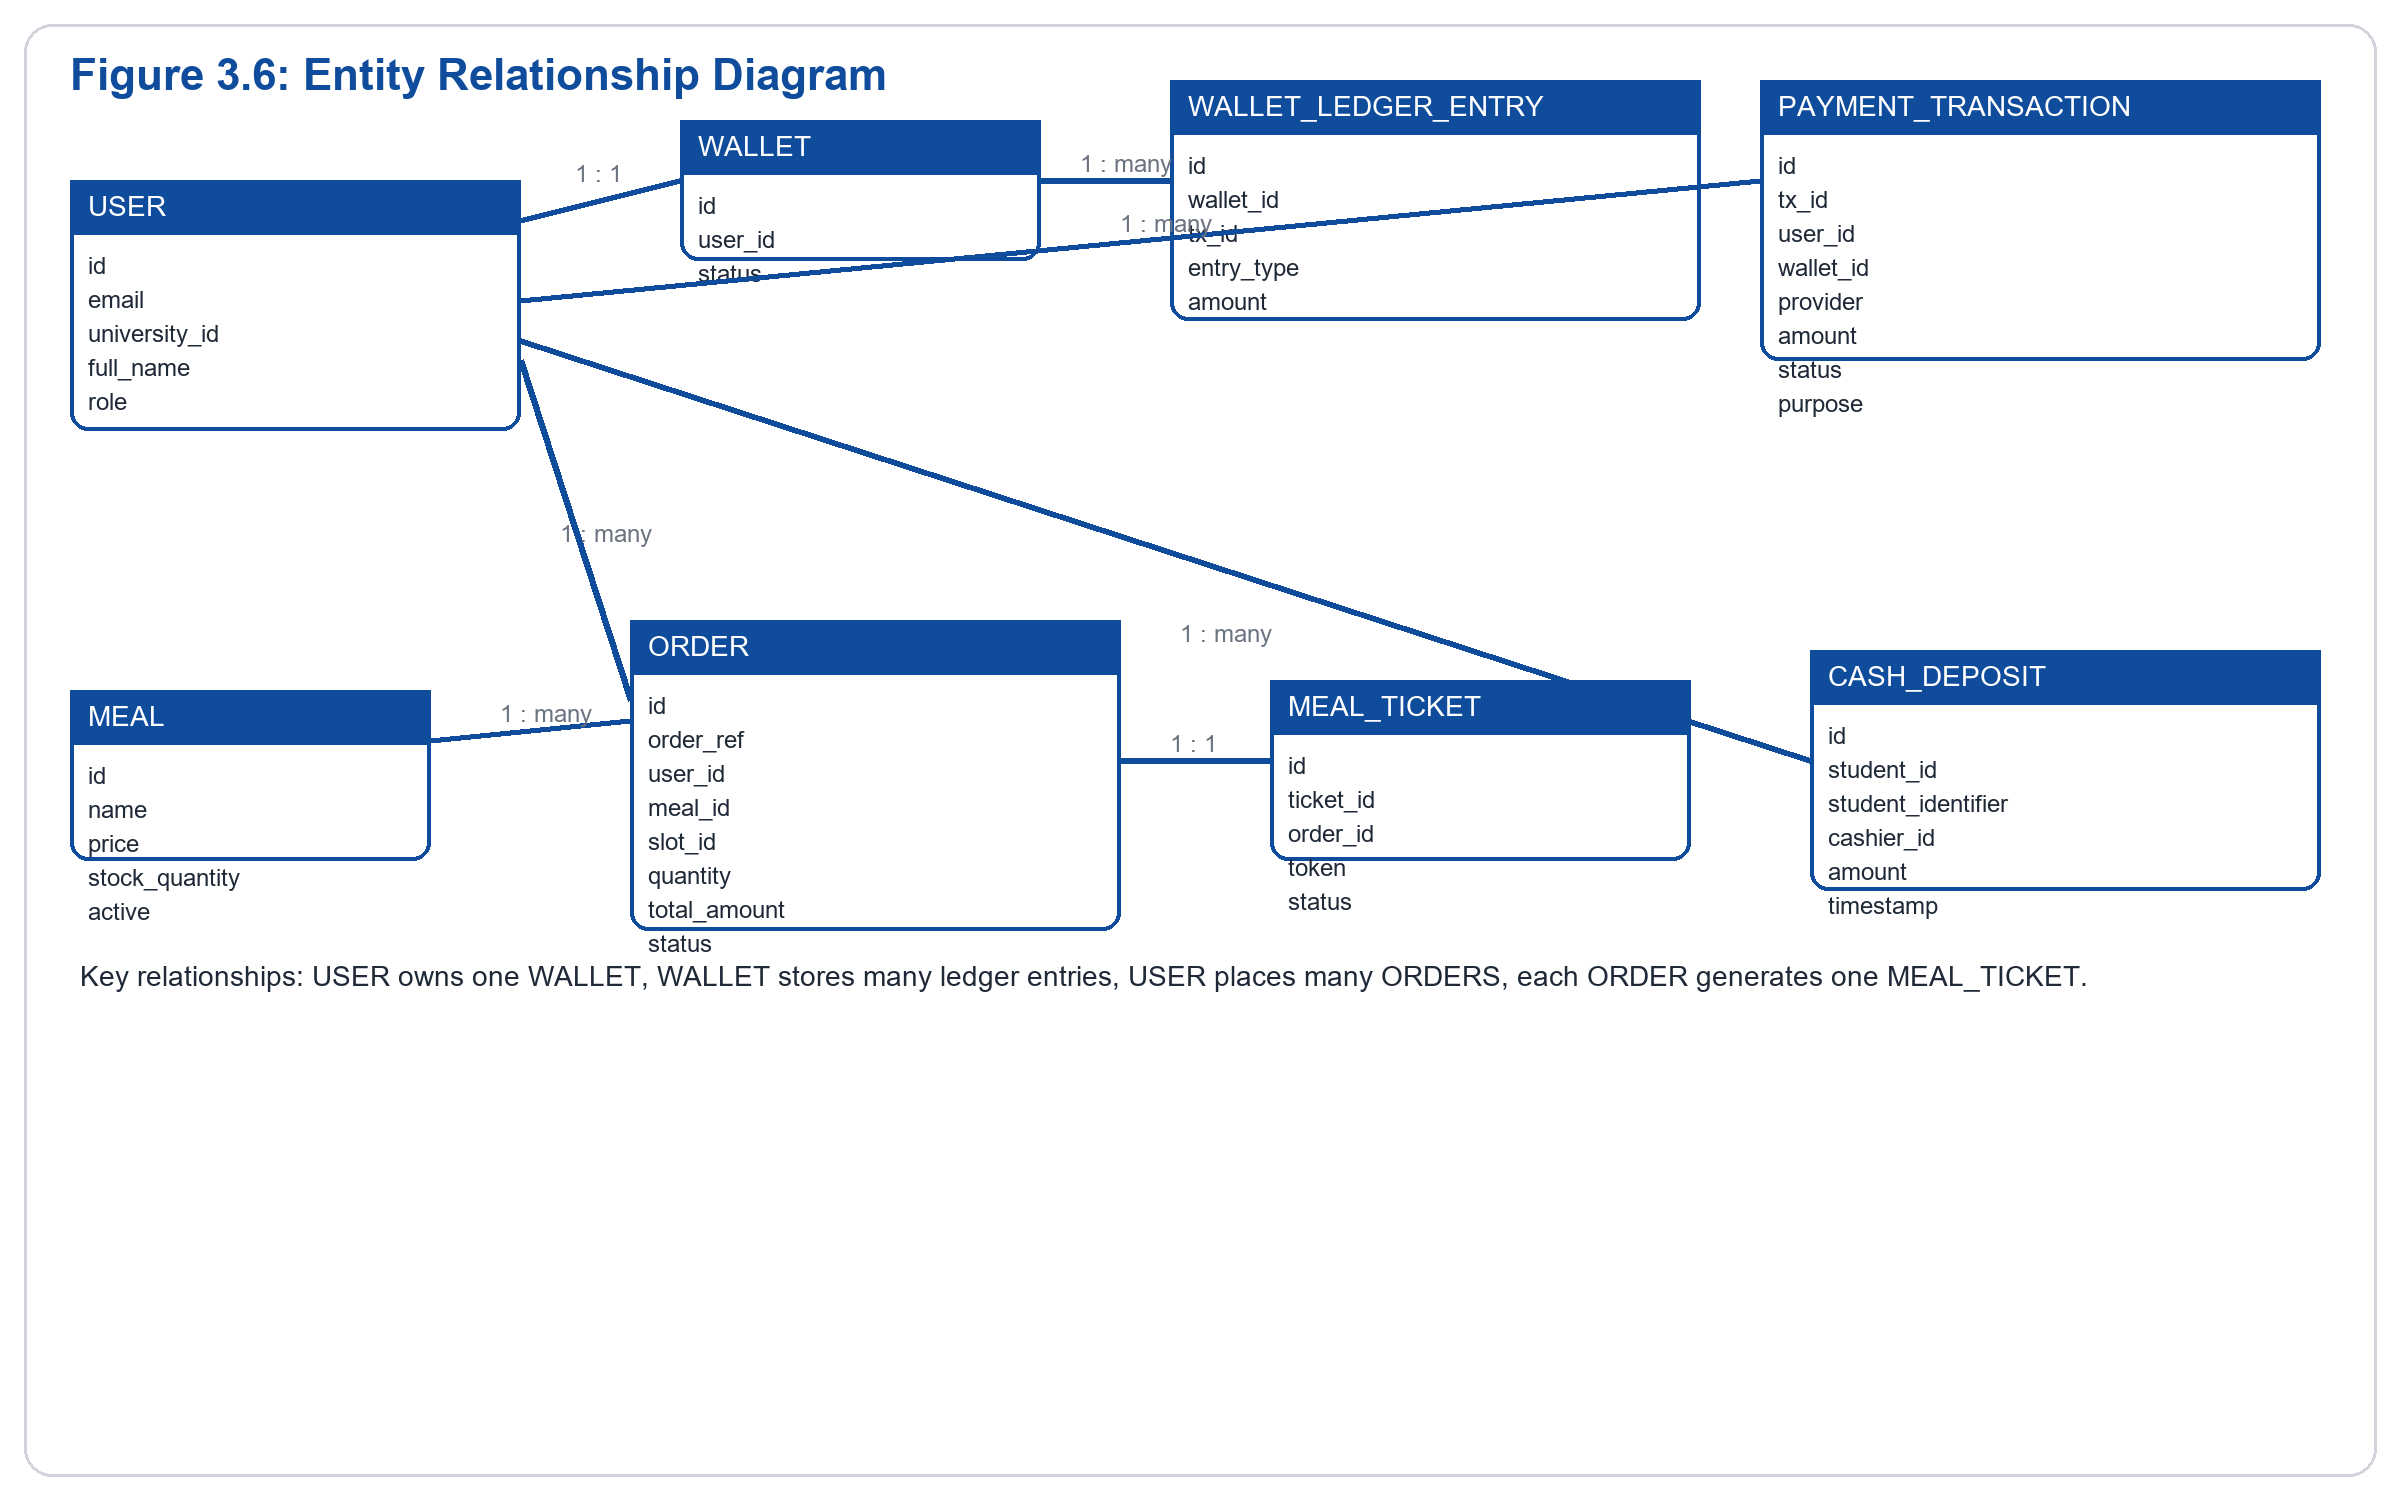 Figure 3.6: Entity Relationship Diagram
USER
id
email
university_id
full_name
role
1 : 1
WALLET
id
user_id
status
1 : many
WALLET_LEDGER_ENTRY
id
wallet_id
tx_id
entry_type
amount
1 : many
PAYMENT_TRANSACTION
id
tx_id
user_id
wallet_id
provider
amount
status
purpose
1 : many
1 : many
MEAL
id
name
price
stock_quantity
active
1 : many
ORDER
id
order_ref
user_id
meal_id
slot_id
quantity
total_amount
status
1 : 1
MEAL_TICKET
id
ticket_id
order_id
token
status
CASH_DEPOSIT
id
student_id
student_identifier
cashier_id
amount
timestamp
Key relationships: USER owns one WALLET, WALLET stores many ledger entries, USER places many ORDERS, each ORDER generates one MEAL_TICKET.